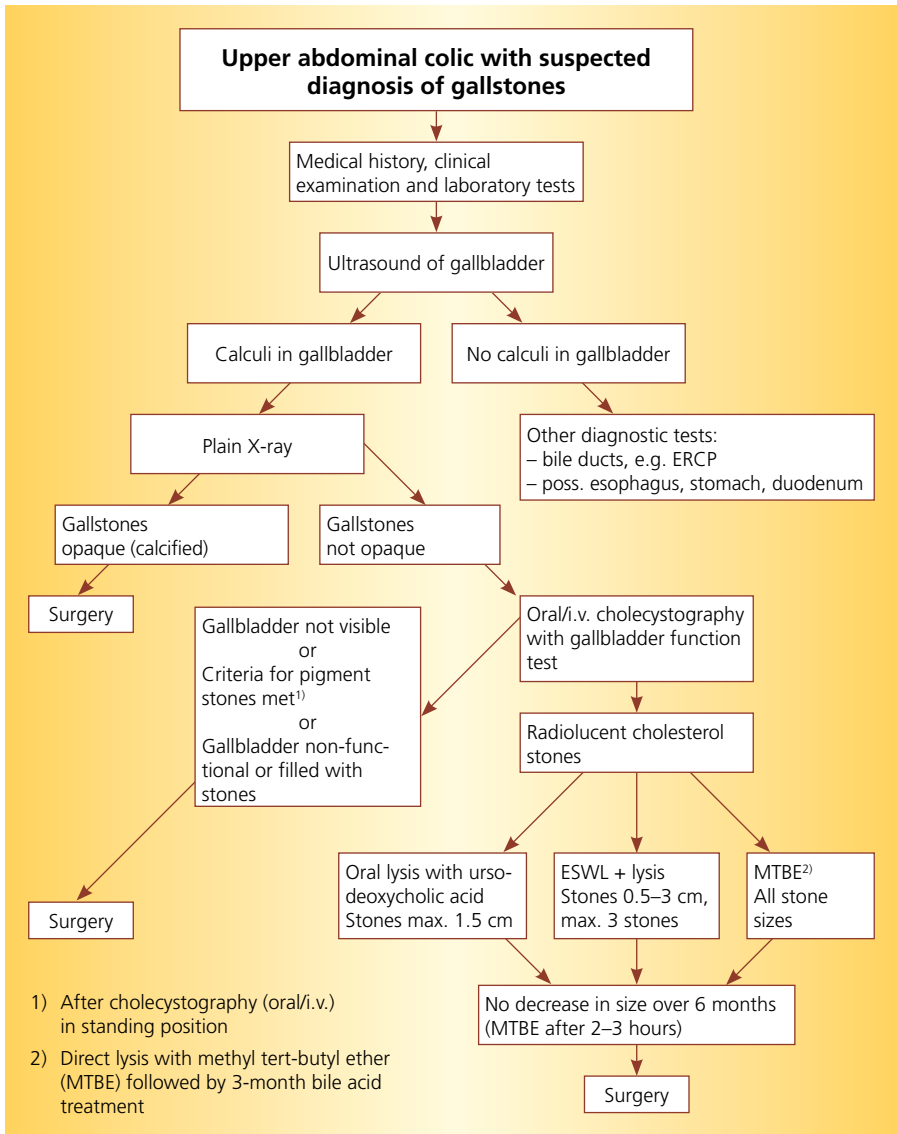 Upper abdominal colic with suspected
diagnosis of gallstones
Medical history, clinical
examination and laboratory tests
Ultrasound of gallbladder
Calculi in gallbladder
No calculi in gallbladder
Plain X-ray
Other diagnostic tests:
– bile ducts, e.g. ERCP
– poss. esophagus, stomach, duodenum
Gallstones
opaque (calcified)
Gallstones
not opaque
Surgery
Gallbladder not visible
or
Criteria for pigment
stones met1)
or
Gallbladder non-func-
tional or filled with
stones
Oral/i.v. cholecystography
with gallbladder function
test
Radiolucent cholesterol
stones
Surgery
Oral lysis with urso-
deoxycholic acid
Stones max. 1.5 cm
ESWL + lysis
Stones 0.5–3 cm,
max. 3 stones
MTBE2)
All stone
sizes
No decrease in size over 6 months
(MTBE after 2–3 hours)
Surgery
1) After cholecystography (oral/i.v.)
in standing position
2) Direct lysis with methyl tert-butyl ether
(MTBE) followed by 3-month bile acid
treatment